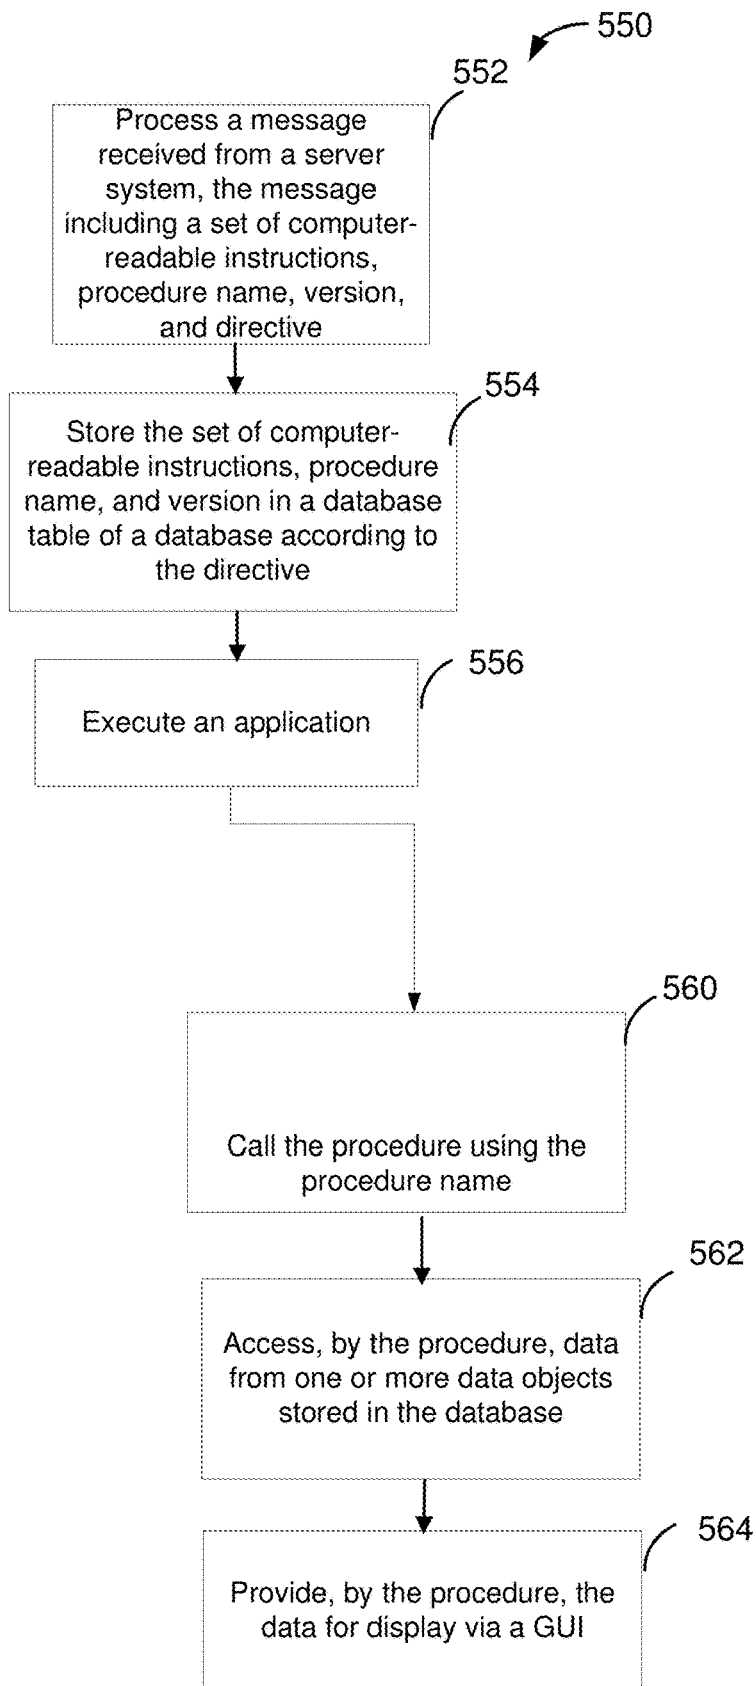 550
552
Process a message
received from a server
system, the message
including a set of computer-
readable instructions,
procedure name, version,
and directive
554
Store the set of computer-
readable instructions, procedure
name, and version in a database
table of a database according to
the directive
556
Execute an application
560
Call the procedure using the
procedure name
562
Access, by the procedure, data
from one or more data objects
stored in the database
564
Provide, by the procedure, the
data for display via a GUI